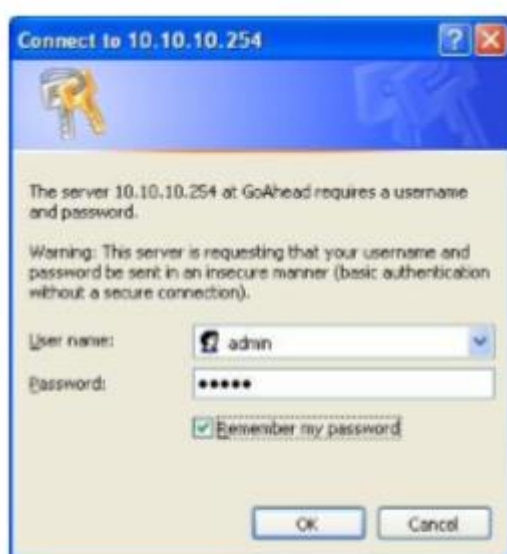 Connect to 10.10.10.254
The server 10.10.10.254 at GoAhead requires a username
and password.
Warning: This server is requesting that your username and
password be sent in an insecure manner (basic authentication
without a secure connection).
User name:
admin
Password:
•••••
Remember my password
OK
Cancel